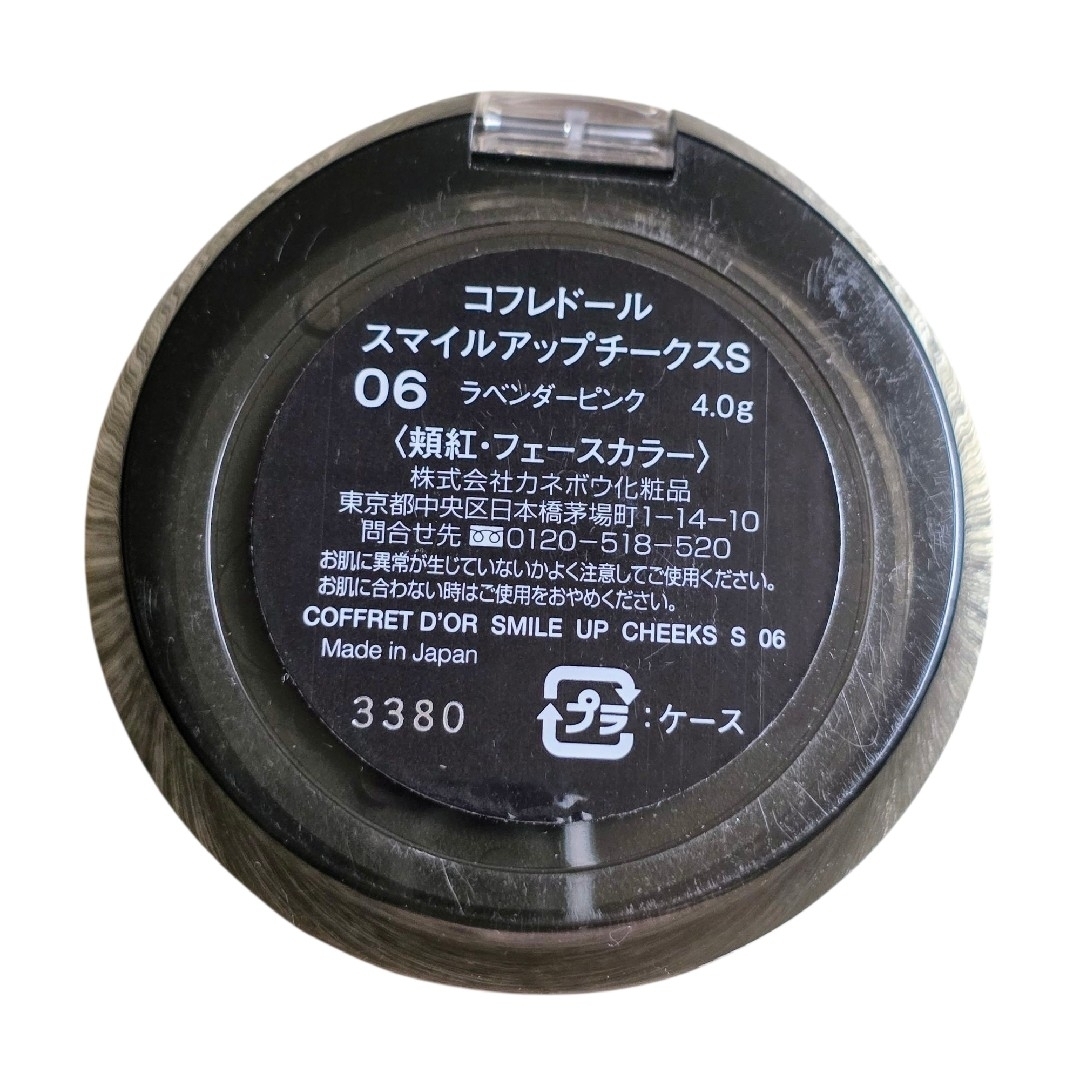 コフレドール
スマイルアップチークスS
06 ラベンダーピンク 4.0g
〈頬紅・フェースカラー〉
株式会社カネボウ化粧品
東京都中央区日本橋茅場町1−14−10
問合せ先 0120−518−520
お肌に異常が生じていないかよく注意してご使用ください。
お肌に合わない時はご使用をおやめください。
COFFRET D'OR SMILE UP CHEEKS S 06
Made in Japan
3380 プラ:ケース